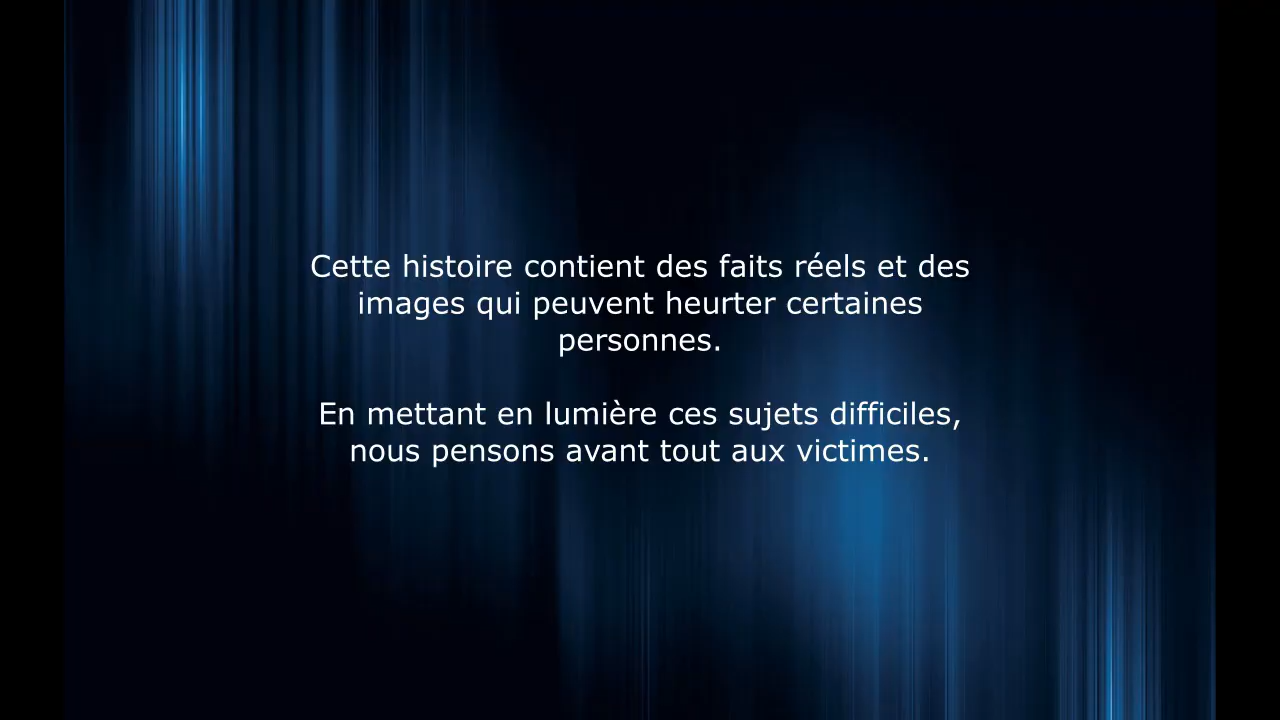 Cette histoire contient des faits réels et des
images qui peuvent heurter certaines
personnes.
En mettant en lumière ces sujets difficiles,
nous pensons avant tout aux victimes.